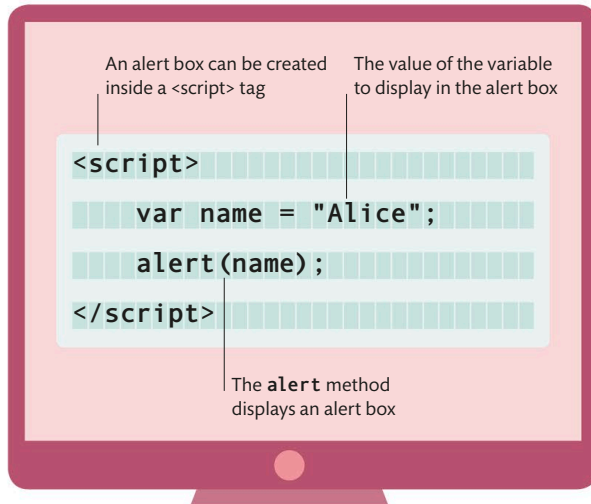 An alert box can be created
inside a <script> tag
The value of the variable
to display in the alert box
<script>
var name = "Alice";
alert(name);
</script>
The alert method
displays an alert box